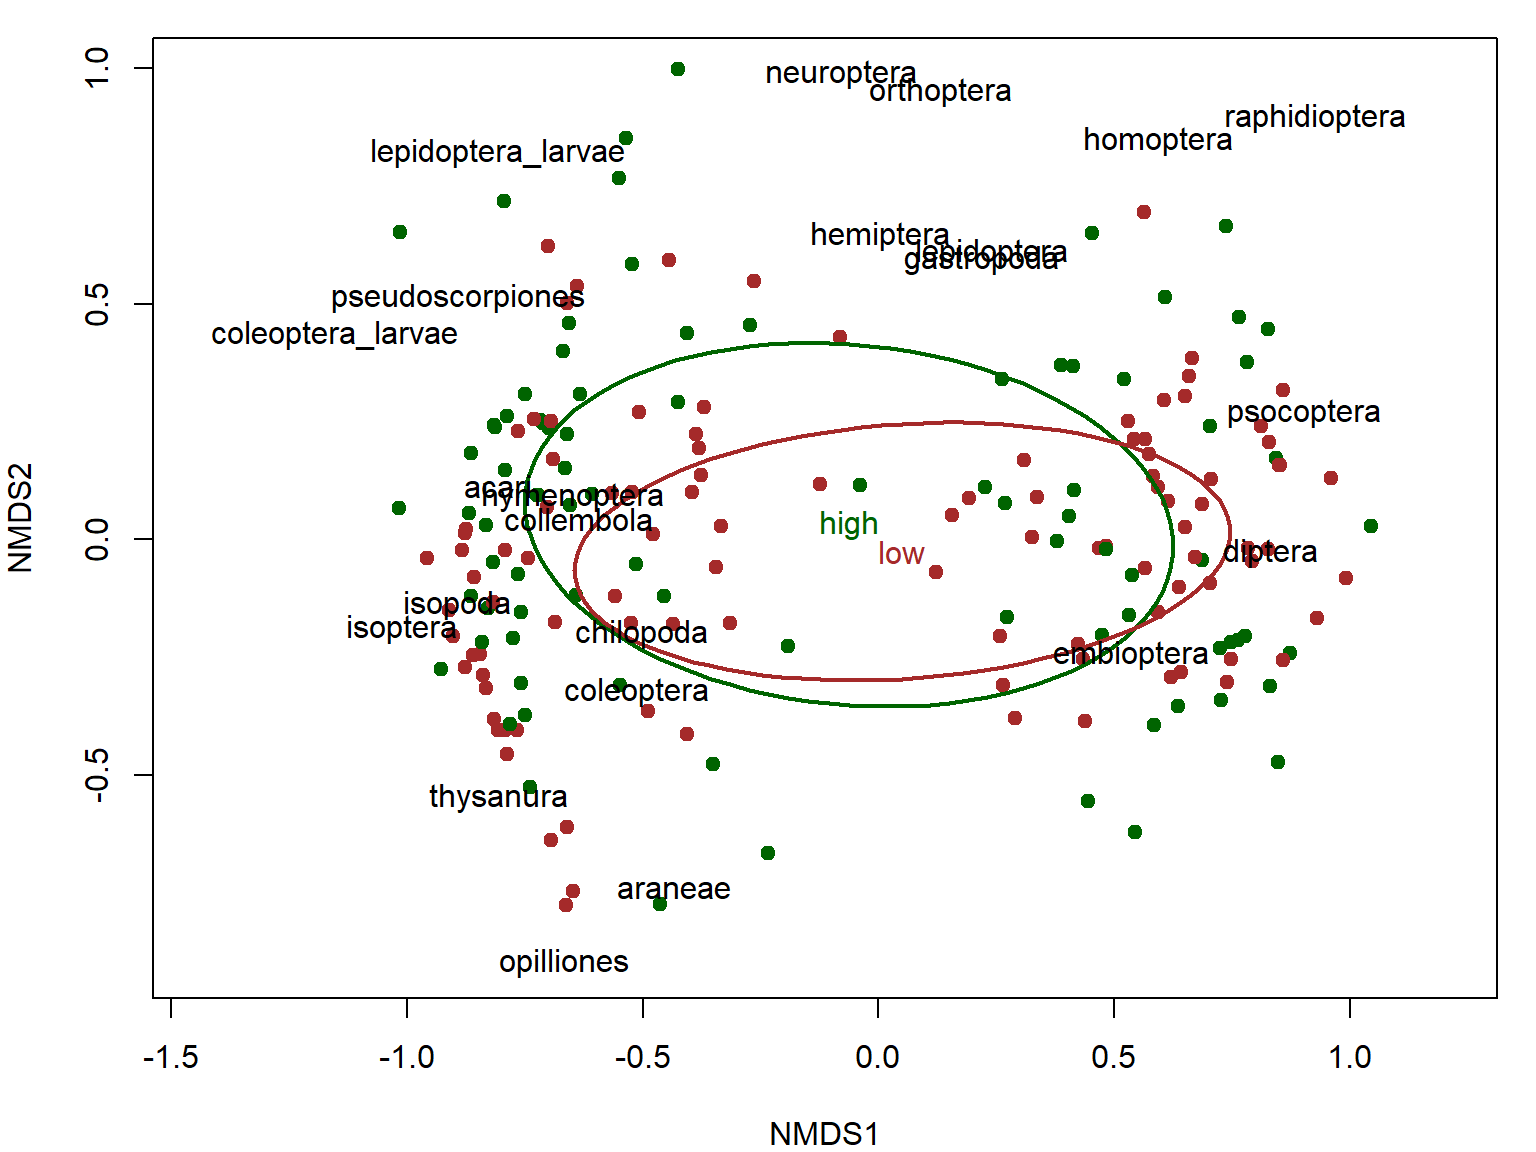 1.0
neuroptera
orthoptera
raphidioptera
homoptera
lepidoptera_larvae
hemiptera
lepidoptera
gastropoda
pseudoscorpiones
0.5
coleoptera_larvae
psocoptera
acari
hymenoptera
collembola
high
NMDS2
0.0
low
diptera
isopoda
isoptera
chilopoda
embioptera
coleoptera
-0.5
thysanura
araneae
opilliones
-1.5 -1.0 -0.5 0.0 0.5 1.0
NMDS1